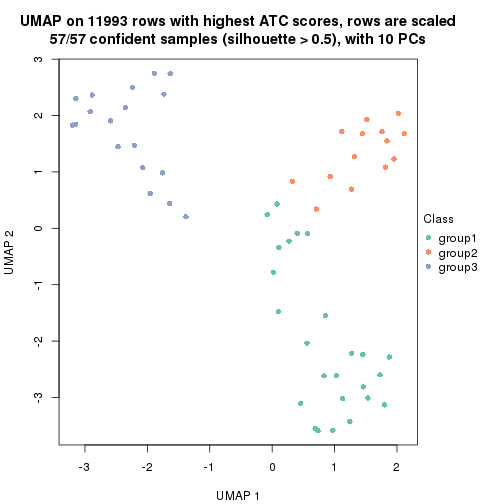 UMAP on 11993 rows with highest ATC scores, rows are scaled
57/57 confident samples (silhouette > 0.5), with 10 PCs
3
2
1
0
-1
-2
-3
UMAP 2
-3 -2 -1 0 1 2
UMAP 1
Class
group1
group2
group3